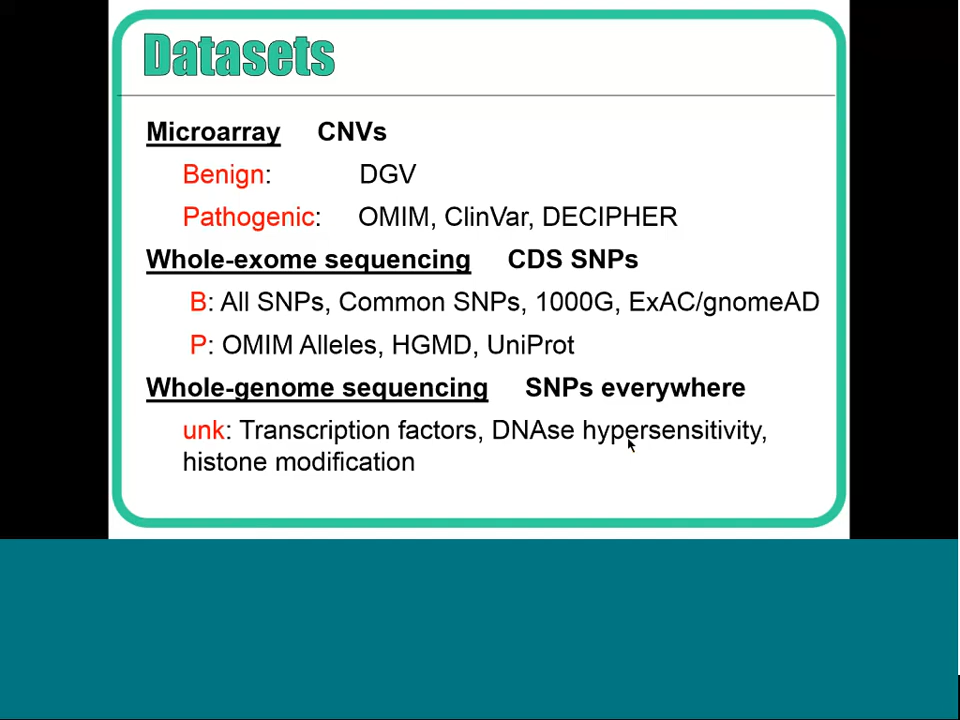 Datasets
Microarray CNVs
Benign: DGV
Pathogenic: OMIM, ClinVar, DECIPHER
Whole-exome sequencing CDS SNPs
B: All SNPs, Common SNPs, 1000G, ExAC/gnomeAD
P: OMIM Alleles, HGMD, UniProt
Whole-genome sequencing SNPs everywhere
unk: Transcription factors, DNAse hypersensitivity,
histone modification